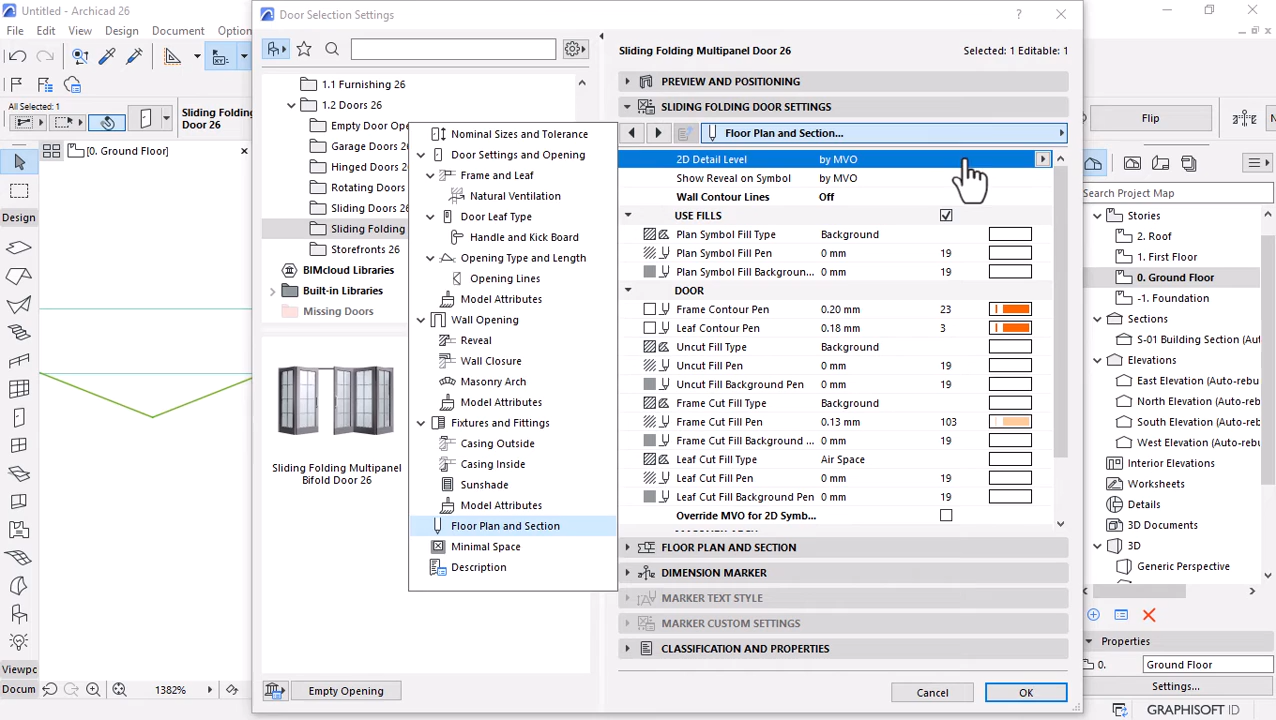 Untitled - Archicad 26
File
Edit
View
Design
Document
All Selected: 1
Sliding Folding
Door 26
[0. Ground Floor]
Design
Viewpc
Docum
1382%
Door Selection Settings
1.1 Furnishing 26
1.2 Doors 26
Garage Doors
Hinged Doors
Rotating Doors
Sliding Doors 26
Sliding Folding
Storefronts 26
BIMcloud Libraries
Built-in Libraries
Missing Doors
Sliding Folding Multipanel
Bifold Door 26
Empty Opening
Nominal Sizes and Tolerance
Door Settings and Opening
Frame and Leaf
Natural Ventilation
Door Leaf Type
Handle and Kick Board
Opening Type and Length
Opening Lines
Model Attributes
Wall Opening
Reveal
Wall Closure
Masonry Arch
Model Attributes
Fixtures and Fittings
Casing Outside
Casing Inside
Sunshade
Model Attributes
Floor Plan and Section
Minimal Space
Description
Sliding Folding Multipanel Door 26
Selected: 1 Editable: 1
PREVIEW AND POSITIONING
SLIDING FOLDING DOOR SETTINGS
Floor Plan and Section...
2D Detail Level by MVO
Show Reveal on Symbol by MVO
Wall Contour Lines Off
USE FILLS
Plan Symbol Fill Type Background
Plan Symbol Fill Pen 0 mm 19
Plan Symbol Fill Backgroun... 0 mm 19
DOOR
Frame Contour Pen 0.20 mm 23
Leaf Contour Pen 0.18 mm 3
Uncut Fill Type Background
Uncut Fill Pen 0 mm 19
Uncut Fill Background Pen 0 mm 19
Frame Cut Fill Type Background
Frame Cut Fill Pen 0.13 mm 103
Frame Cut Fill Background ... 0 mm 19
Leaf Cut Fill Type Air Space
Leaf Cut Fill Pen 0 mm 19
Leaf Cut Fill Background Pen 0 mm 19
Override MVO for 2D Symb...
FLOOR PLAN AND SECTION
DIMENSION MARKER
MARKER TEXT STYLE
MARKER CUSTOM SETTINGS
CLASSIFICATION AND PROPERTIES
Cancel
OK
Flip
Search Project Map
Stories
2. Roof
1. First Floor
0. Ground Floor
-1. Foundation
Sections
S-01 Building Section (Aut
Elevations
East Elevation (Auto-reb
North Elevation (Auto-re
South Elevation (Auto-re
West Elevation (Auto-reb
Interior Elevations
Worksheets
Details
3D Documents
3D
Generic Perspective
Properties
0. Ground Floor
Settings...
GRAPHISOFT ID